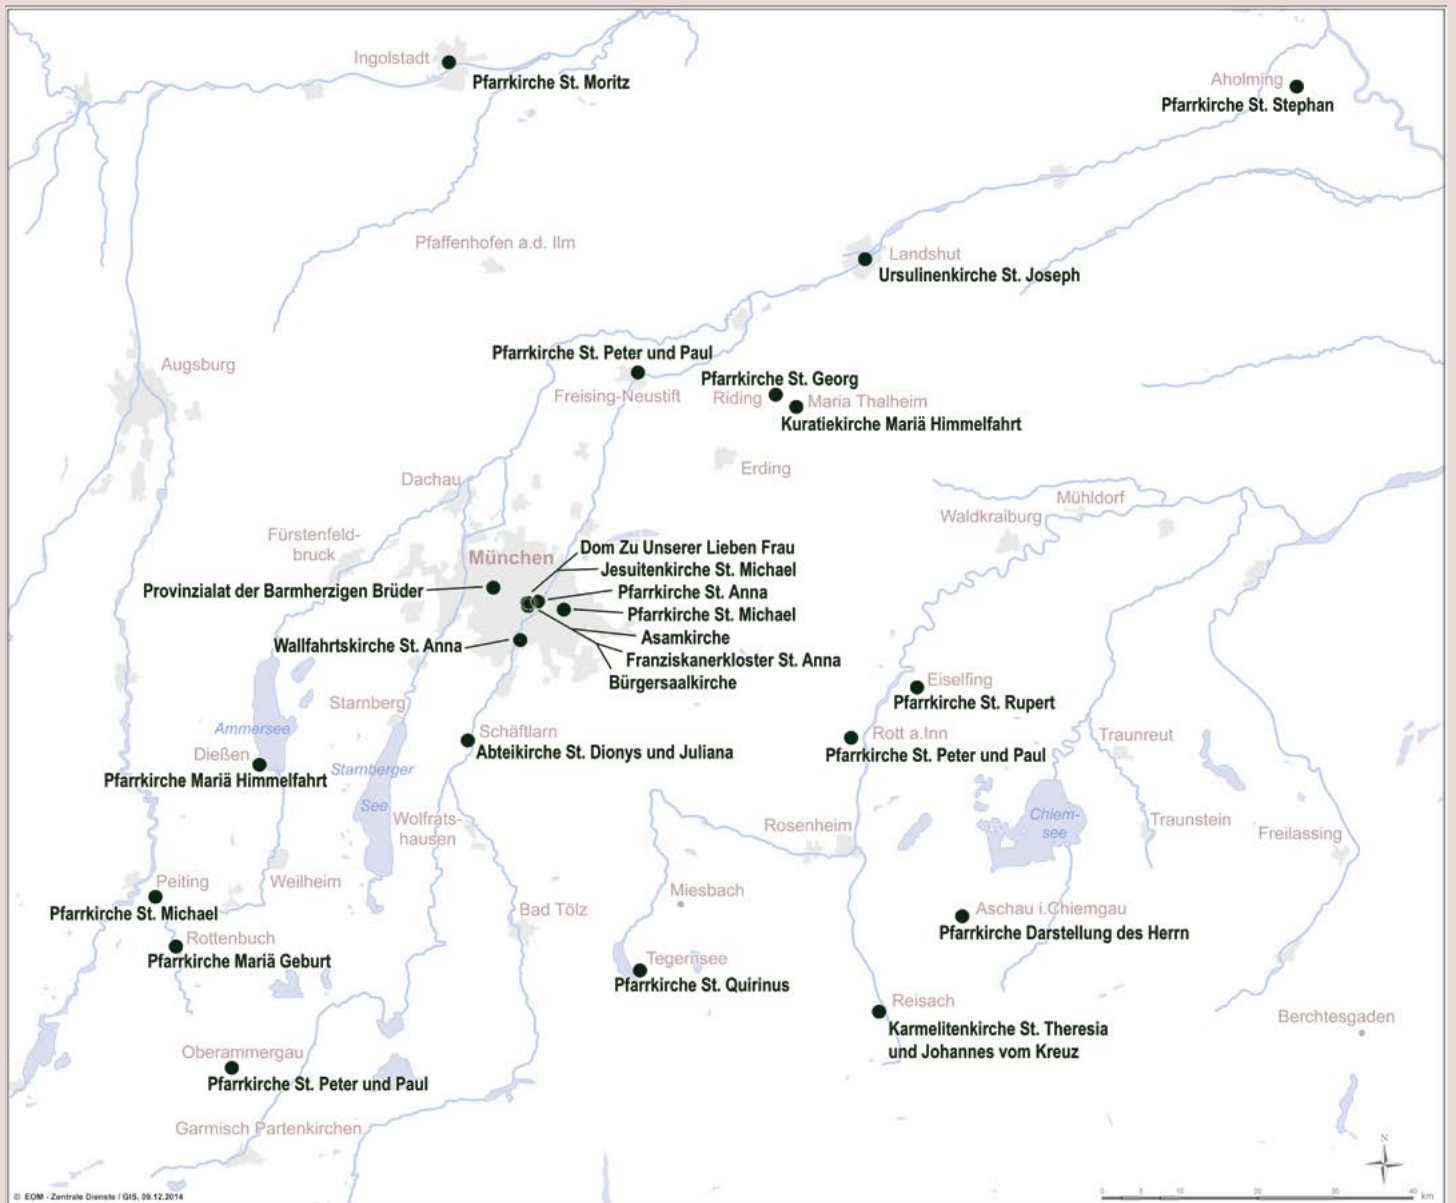 Ingolstadt
Pfarrkirche St. Moritz
Aholming
Pfarrkirche St. Stephan
Pfaffenhofen a.d. Ilm
Landshut
Ursulinenkirche St. Joseph
Augsburg
Pfarrkirche St. Peter und Paul
Freising-Neustift
Pfarrkirche St. Georg
Riding
Maria Thalheim
Kuratiekirche Mariä Himmelfahrt
Erding
Dachau
Mühldorf
Waldkraiburg
Fürstenfeld-
bruck
München
Dom Zu Unserer Lieben Frau
Jesuitenkirche St. Michael
Provinzialat der Barmherzigen Brüder
Pfarrkirche St. Anna
Pfarrkirche St. Michael
Asamkirche
Wallfahrtskirche St. Anna
Franziskanerkloster St. Anna
Bürgersaalkirche
Eiselfing
Pfarrkirche St. Rupert
Starnberg
Ammersee
Schäftlarn
Abteikirche St. Dionys und Juliana
Rott a.Inn
Pfarrkirche St. Peter und Paul
Traunreut
Dießen
Pfarrkirche Mariä Himmelfahrt
Starnberger
See
Wolfrats-
hausen
Rosenheim
Chiem-
see
Traunstein
Freilassing
Peiting
Pfarrkirche St. Michael
Weilheim
Miesbach
Bad Tölz
Aschau i.Chiemgau
Pfarrkirche Darstellung des Herrn
Rottenbuch
Pfarrkirche Mariä Geburt
Tegernsee
Pfarrkirche St. Quirinus
Reisach
Karmelitenkirche St. Theresia
und Johannes vom Kreuz
Berchtesgaden
Oberammergau
Pfarrkirche St. Peter und Paul
Garmisch Partenkirchen
N
© EOM - Zentrale Dienste / GIS, 09.12.2014
0 5 10 20 30 40 km